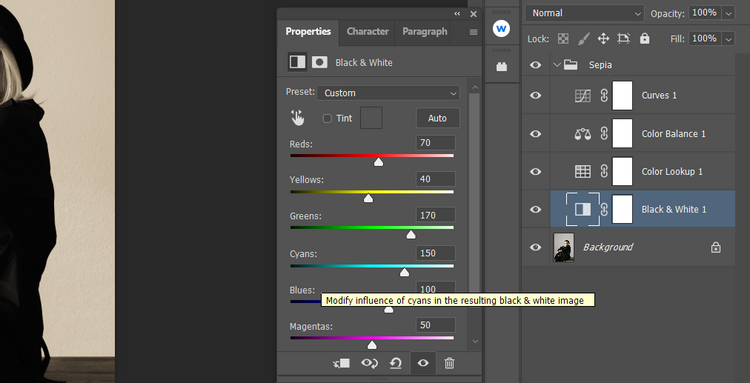 Properties Character Paragraph
Black & White
Preset: Custom
Tint Auto
Reds: 70
Yellows: 40
Greens: 170
Cyans: 150
Blues: 100
Modify influence of cyans in the resulting black & white image
Magentas: 50
W
Normal Opacity: 100%
Lock: Fill: 100%
Sepia
Curves 1
Color Balance 1
Color Lookup 1
Black & White 1
Background